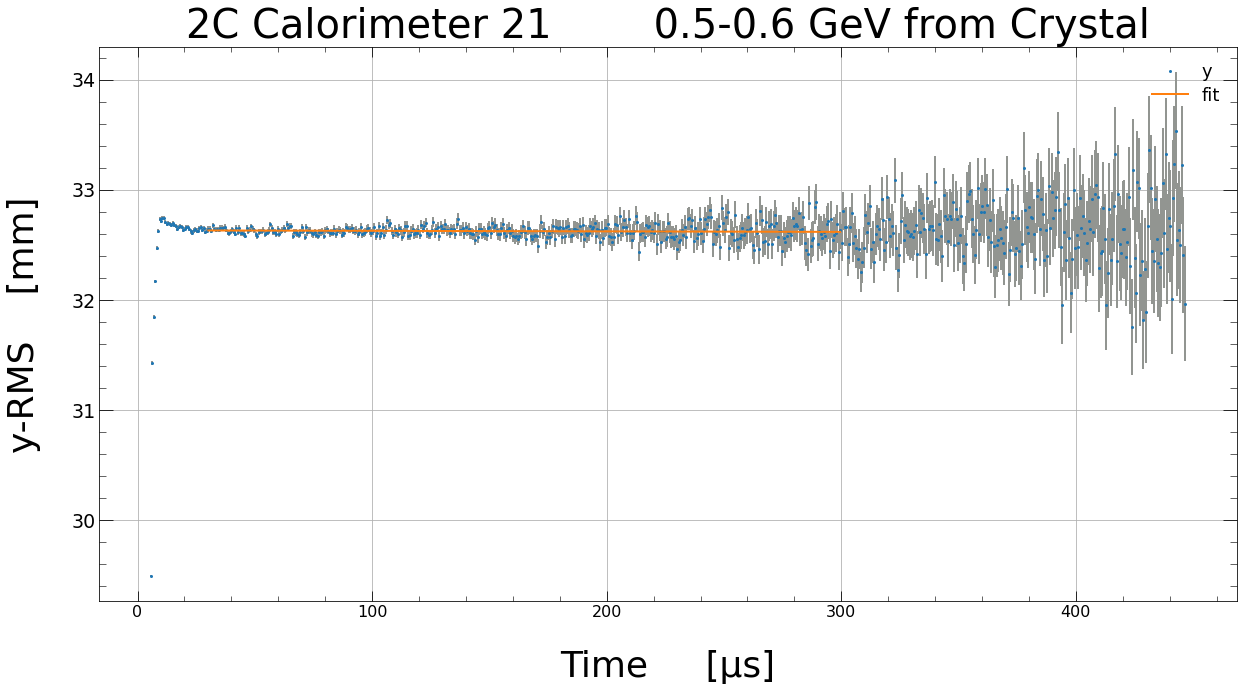 2C Calorimeter 21 0.5-0.6 GeV from Crystal
y
fit
34
33
32
31
30
y-RMS [mm]
0 100 200 300 400
Time [µs]